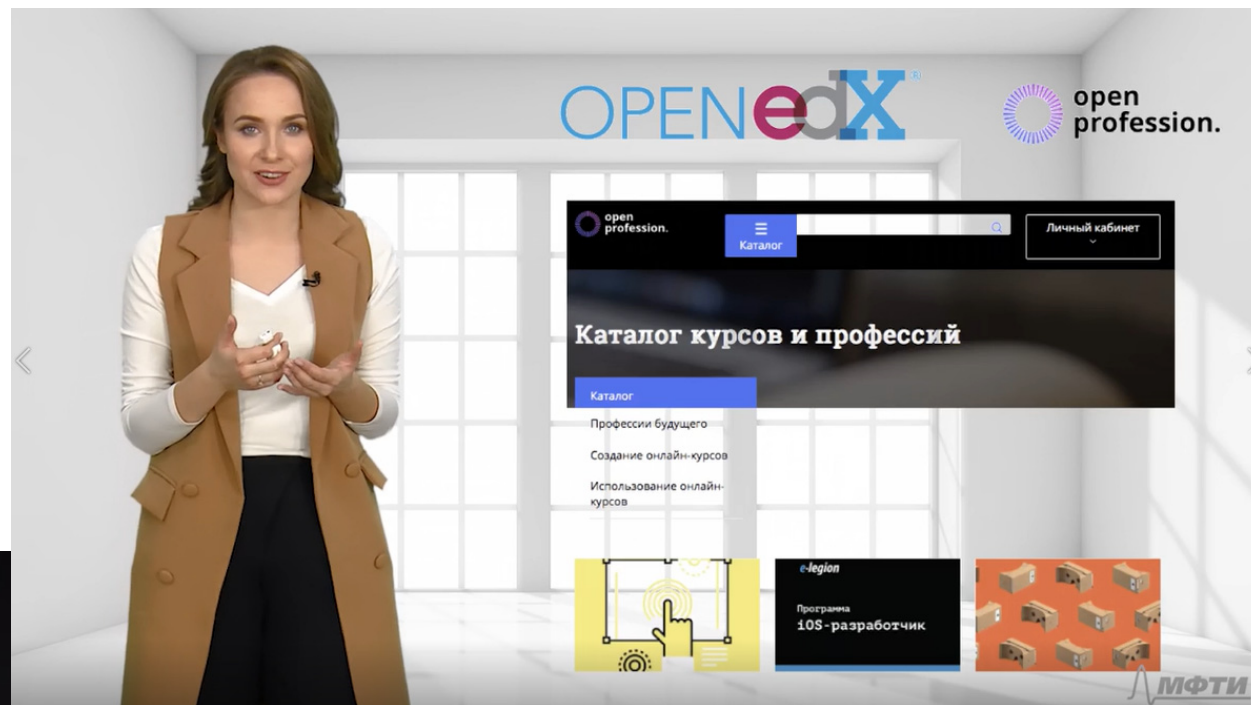 OPENedX®
open
profession.
open
profession.
Каталог
Личный кабинет
Каталог курсов и профессий
Каталог
Профессии будущего
Создание онлайн-курсов
Использование онлайн-
курсов
e-legion
Программа
iOS-разработчик
МФТИ